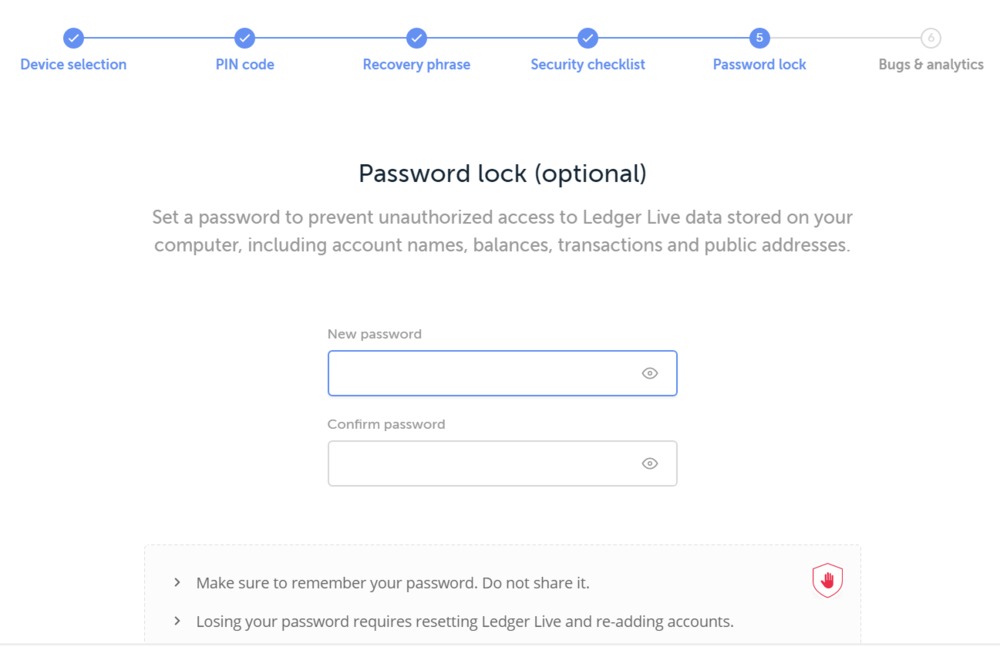 5
6
Device selection
PIN code
Recovery phrase
Security checklist
Password lock
Bugs & analytics
Password lock (optional)
Set a password to prevent unauthorized access to Ledger Live data stored on your
computer, including account names, balances, transactions and public addresses.
New password
Confirm password
Make sure to remember your password. Do not share it.
Losing your password requires resetting Ledger Live and re-adding accounts.